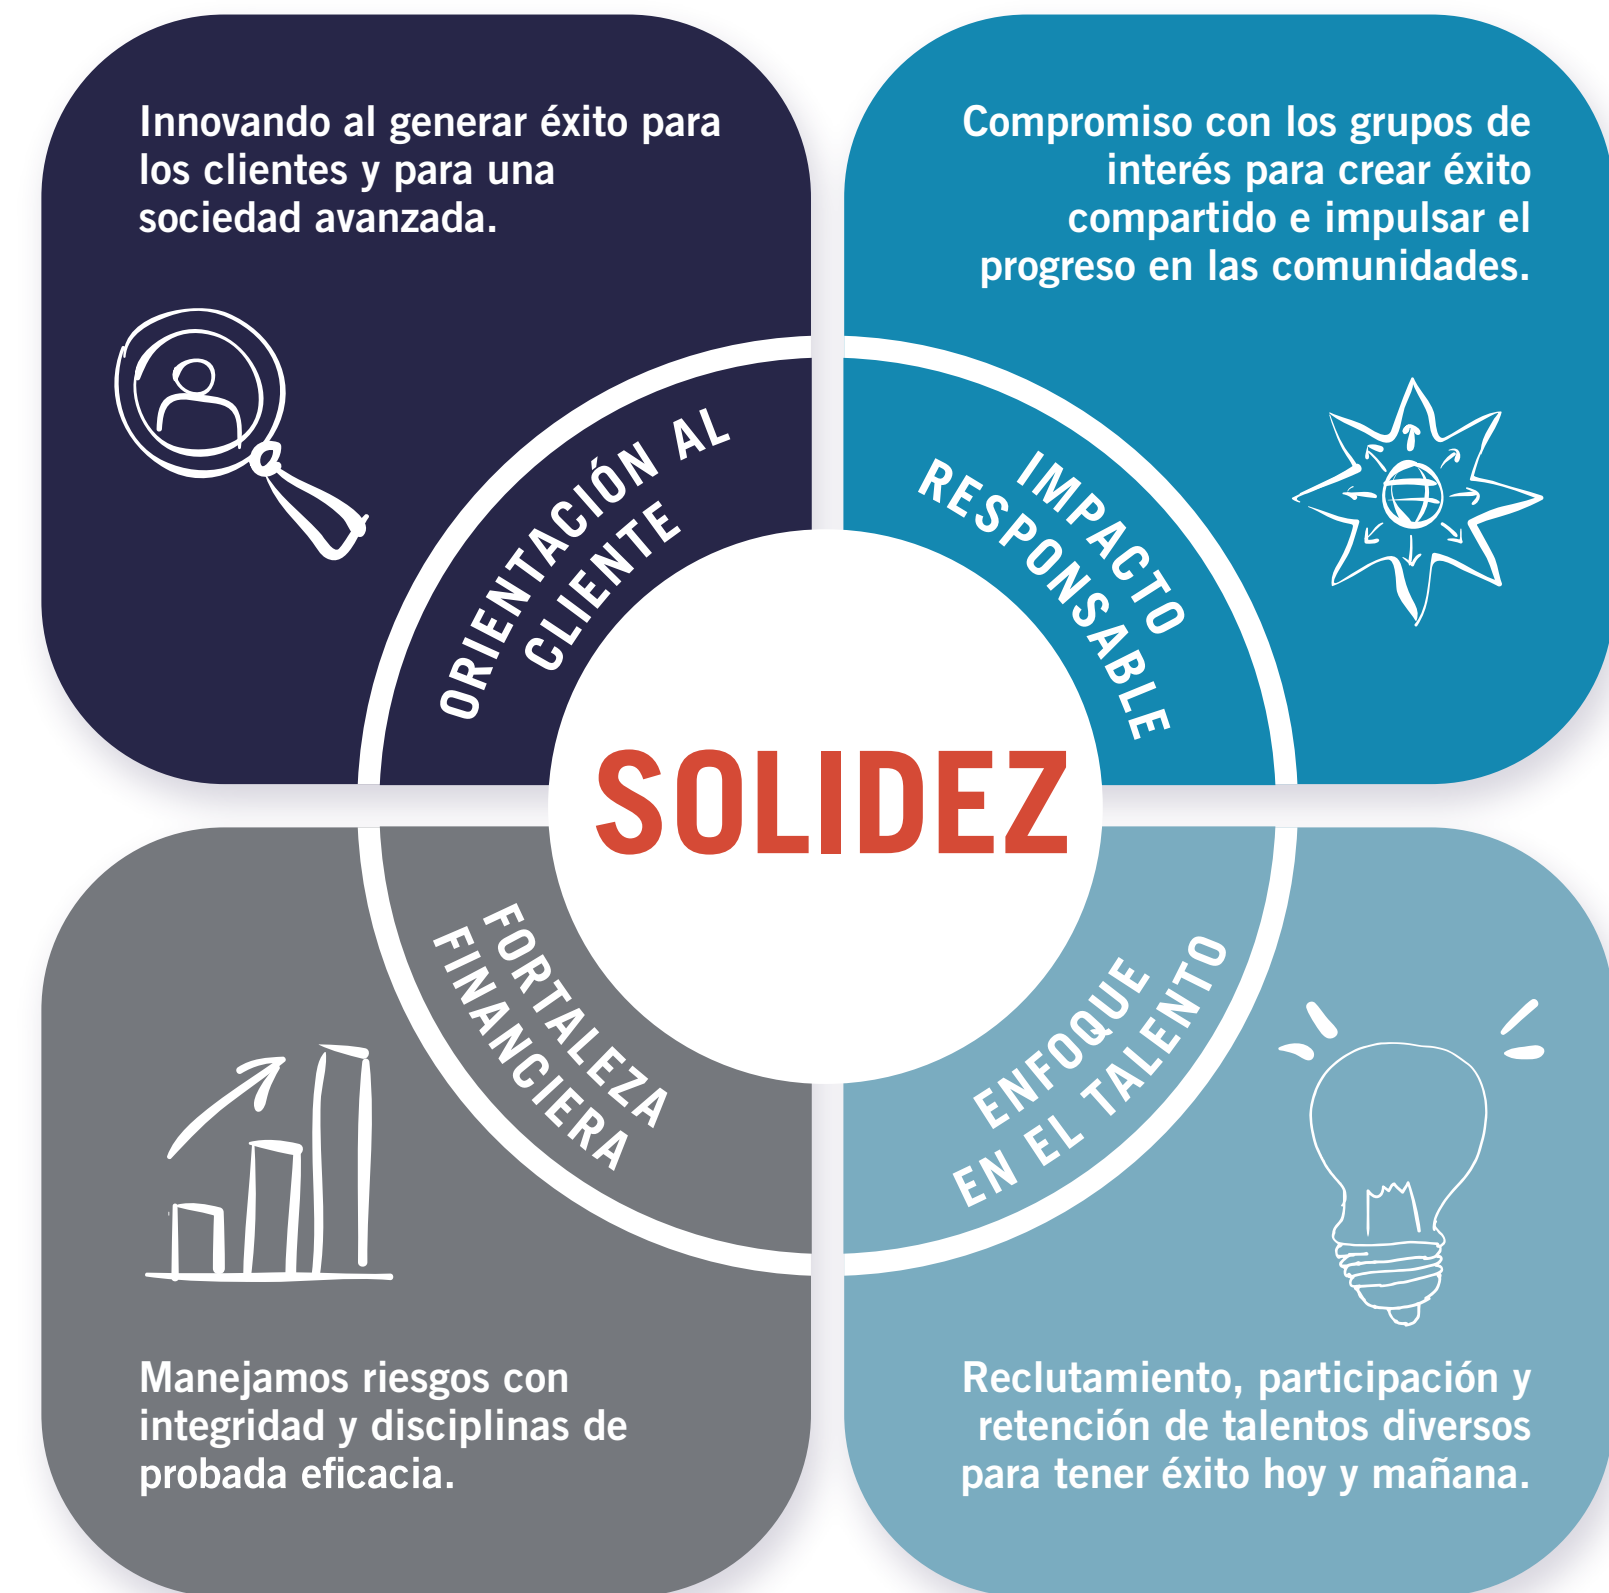 Innovando al generar éxito para
los clientes y para una
sociedad avanzada.
Compromiso con los grupos de
interés para crear éxito
compartido e impulsar el
progreso en las comunidades.
ORIENTACIÓN AL
CLIENTE
IMPACTO
RESPONSABLE
SOLIDEZ
FORTALEZA
FINANCIERA
ENFOQUE
EN EL TALENTO
Manejamos riesgos con
integridad y disciplinas de
probada eficacia.
Reclutamiento, participación y
retención de talentos diversos
para tener éxito hoy y mañana.